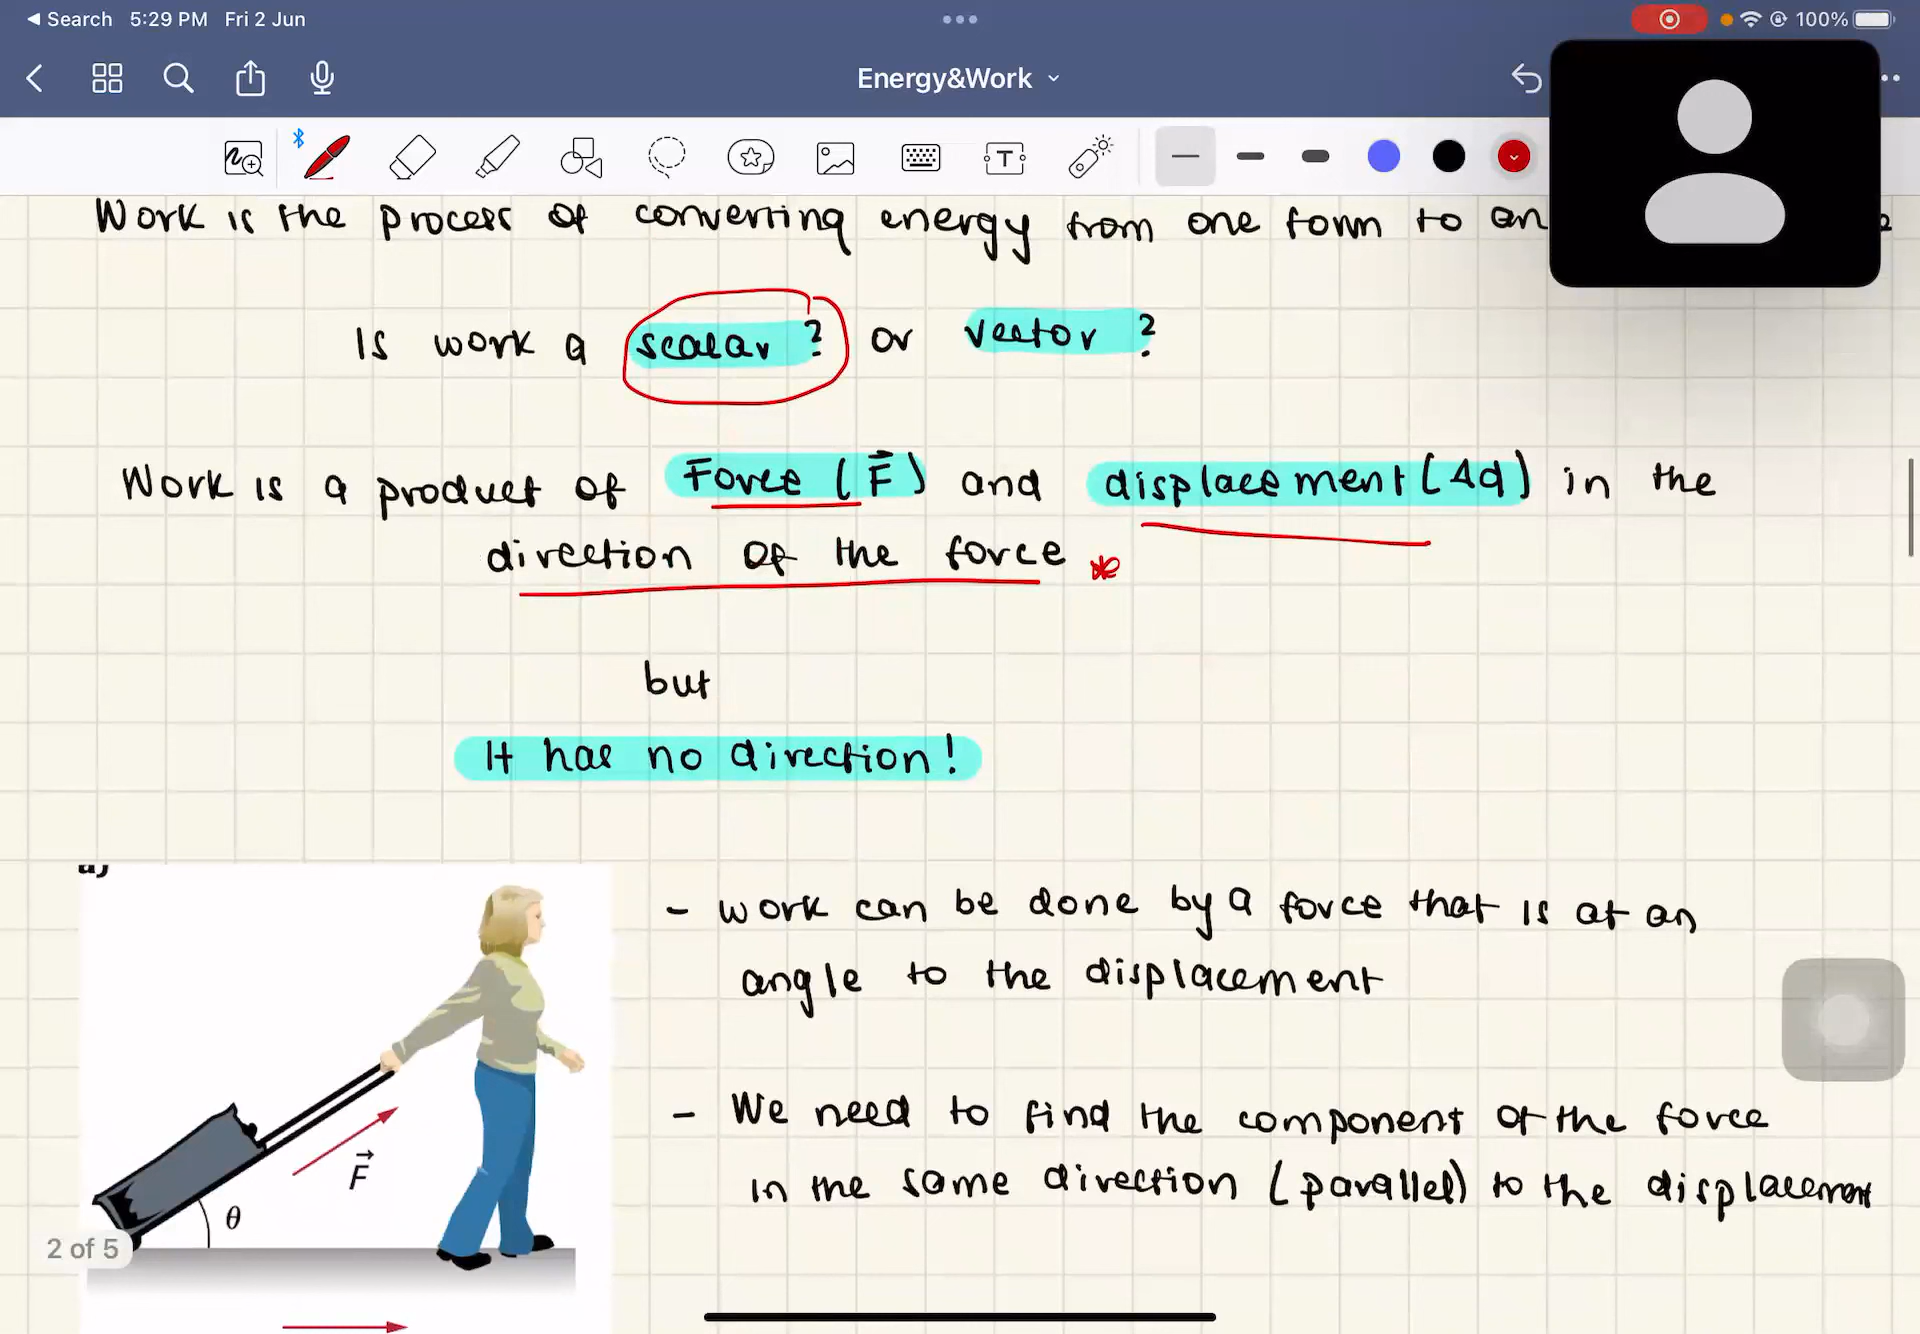 Search 5:29 PM Fri 2 Jun
100%
Energy&Work
T
Work is the process of converting energy from one form to an
Is work a scalar ? or vector ?
Work is a product of Force (F⃗) and displacement (Δd) in the
direction of the force *
but
It has no direction!
a)
- work can be done by a force that is at an
angle to the displacement
F⃗
θ
- We need to find the component of the force
in the same direction (parallel) to the displacement
2 of 5